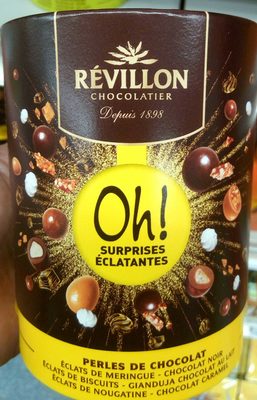 RÉVILLON
CHOCOLATIER
Depuis 1898
Oh!
SURPRISES
ÉCLATANTES
PERLES DE CHOCOLAT
ÉCLATS DE MERINGUE - CHOCOLAT NOIR
ÉCLATS DE BISCUITS - GIANDUJA CHOCOLAT AU LAIT
ÉCLATS DE NOUGATINE - CHOCOLAT CARAMEL